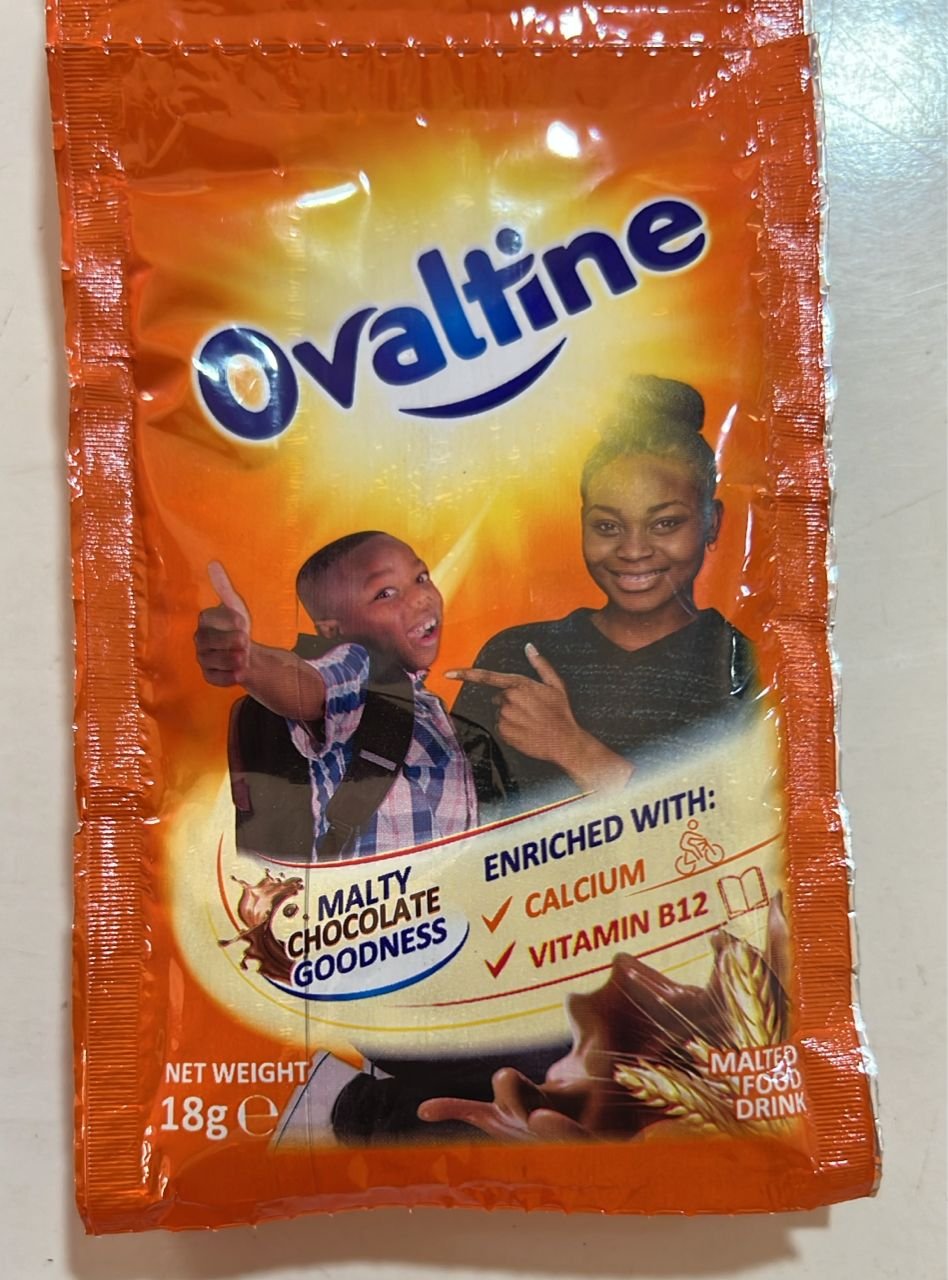 Ovaltine
ENRICHED WITH:
✓ CALCIUM
✓ VITAMIN B12
MALTY
CHOCOLATE
GOODNESS
NET WEIGHT
18g ℮
MALTED
FOOD
DRINK